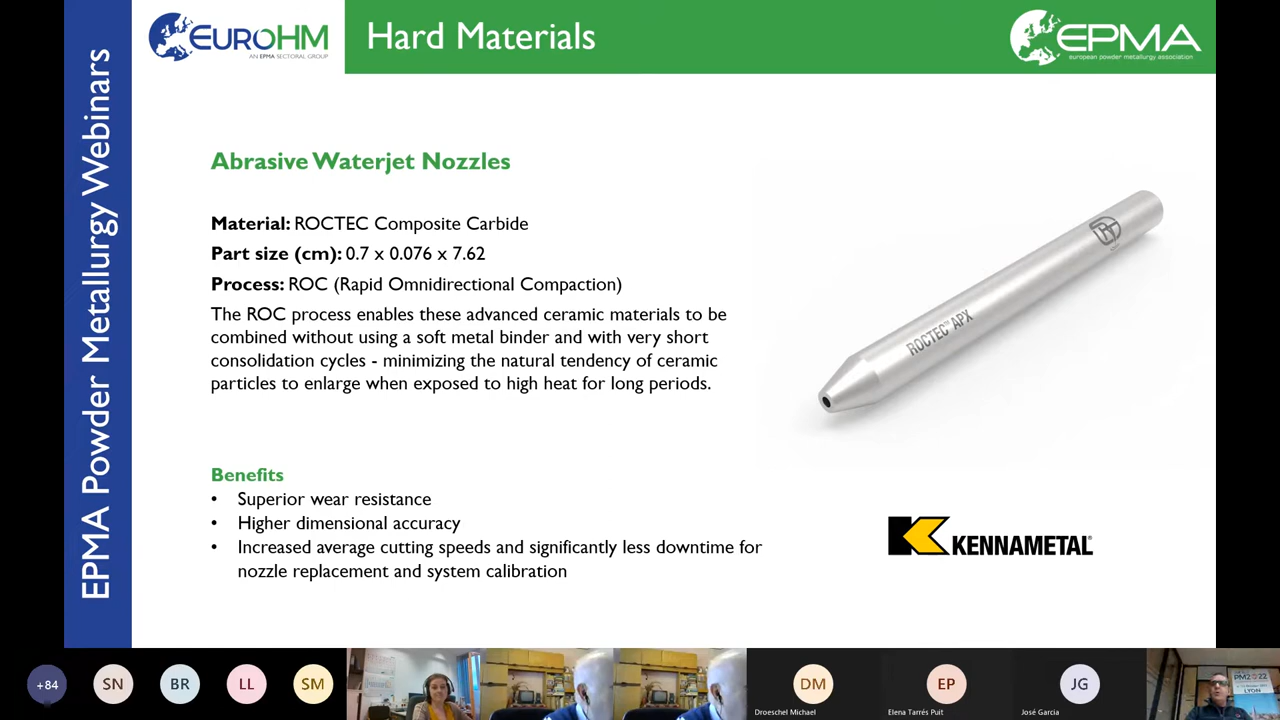 EUROHM
AN EPMA SECTORAL GROUP
Hard Materials
EPMA
european powder metallurgy association
EPMA Powder Metallurgy Webinars
Abrasive Waterjet Nozzles
Material: ROCTEC Composite Carbide
Part size (cm): 0.7 x 0.076 x 7.62
Process: ROC (Rapid Omnidirectional Compaction)
The ROC process enables these advanced ceramic materials to be
combined without using a soft metal binder and with very short
consolidation cycles - minimizing the natural tendency of ceramic
particles to enlarge when exposed to high heat for long periods.
ROCTEC™ APX
Benefits
• Superior wear resistance
• Higher dimensional accuracy
• Increased average cutting speeds and significantly less downtime for
nozzle replacement and system calibration
KENNAMETAL®
+84
SN
BR
LL
SM
DM
Droeschel Michael
EP
Elena Tarrés Puit
JG
José Garcia
PM2022
LYON